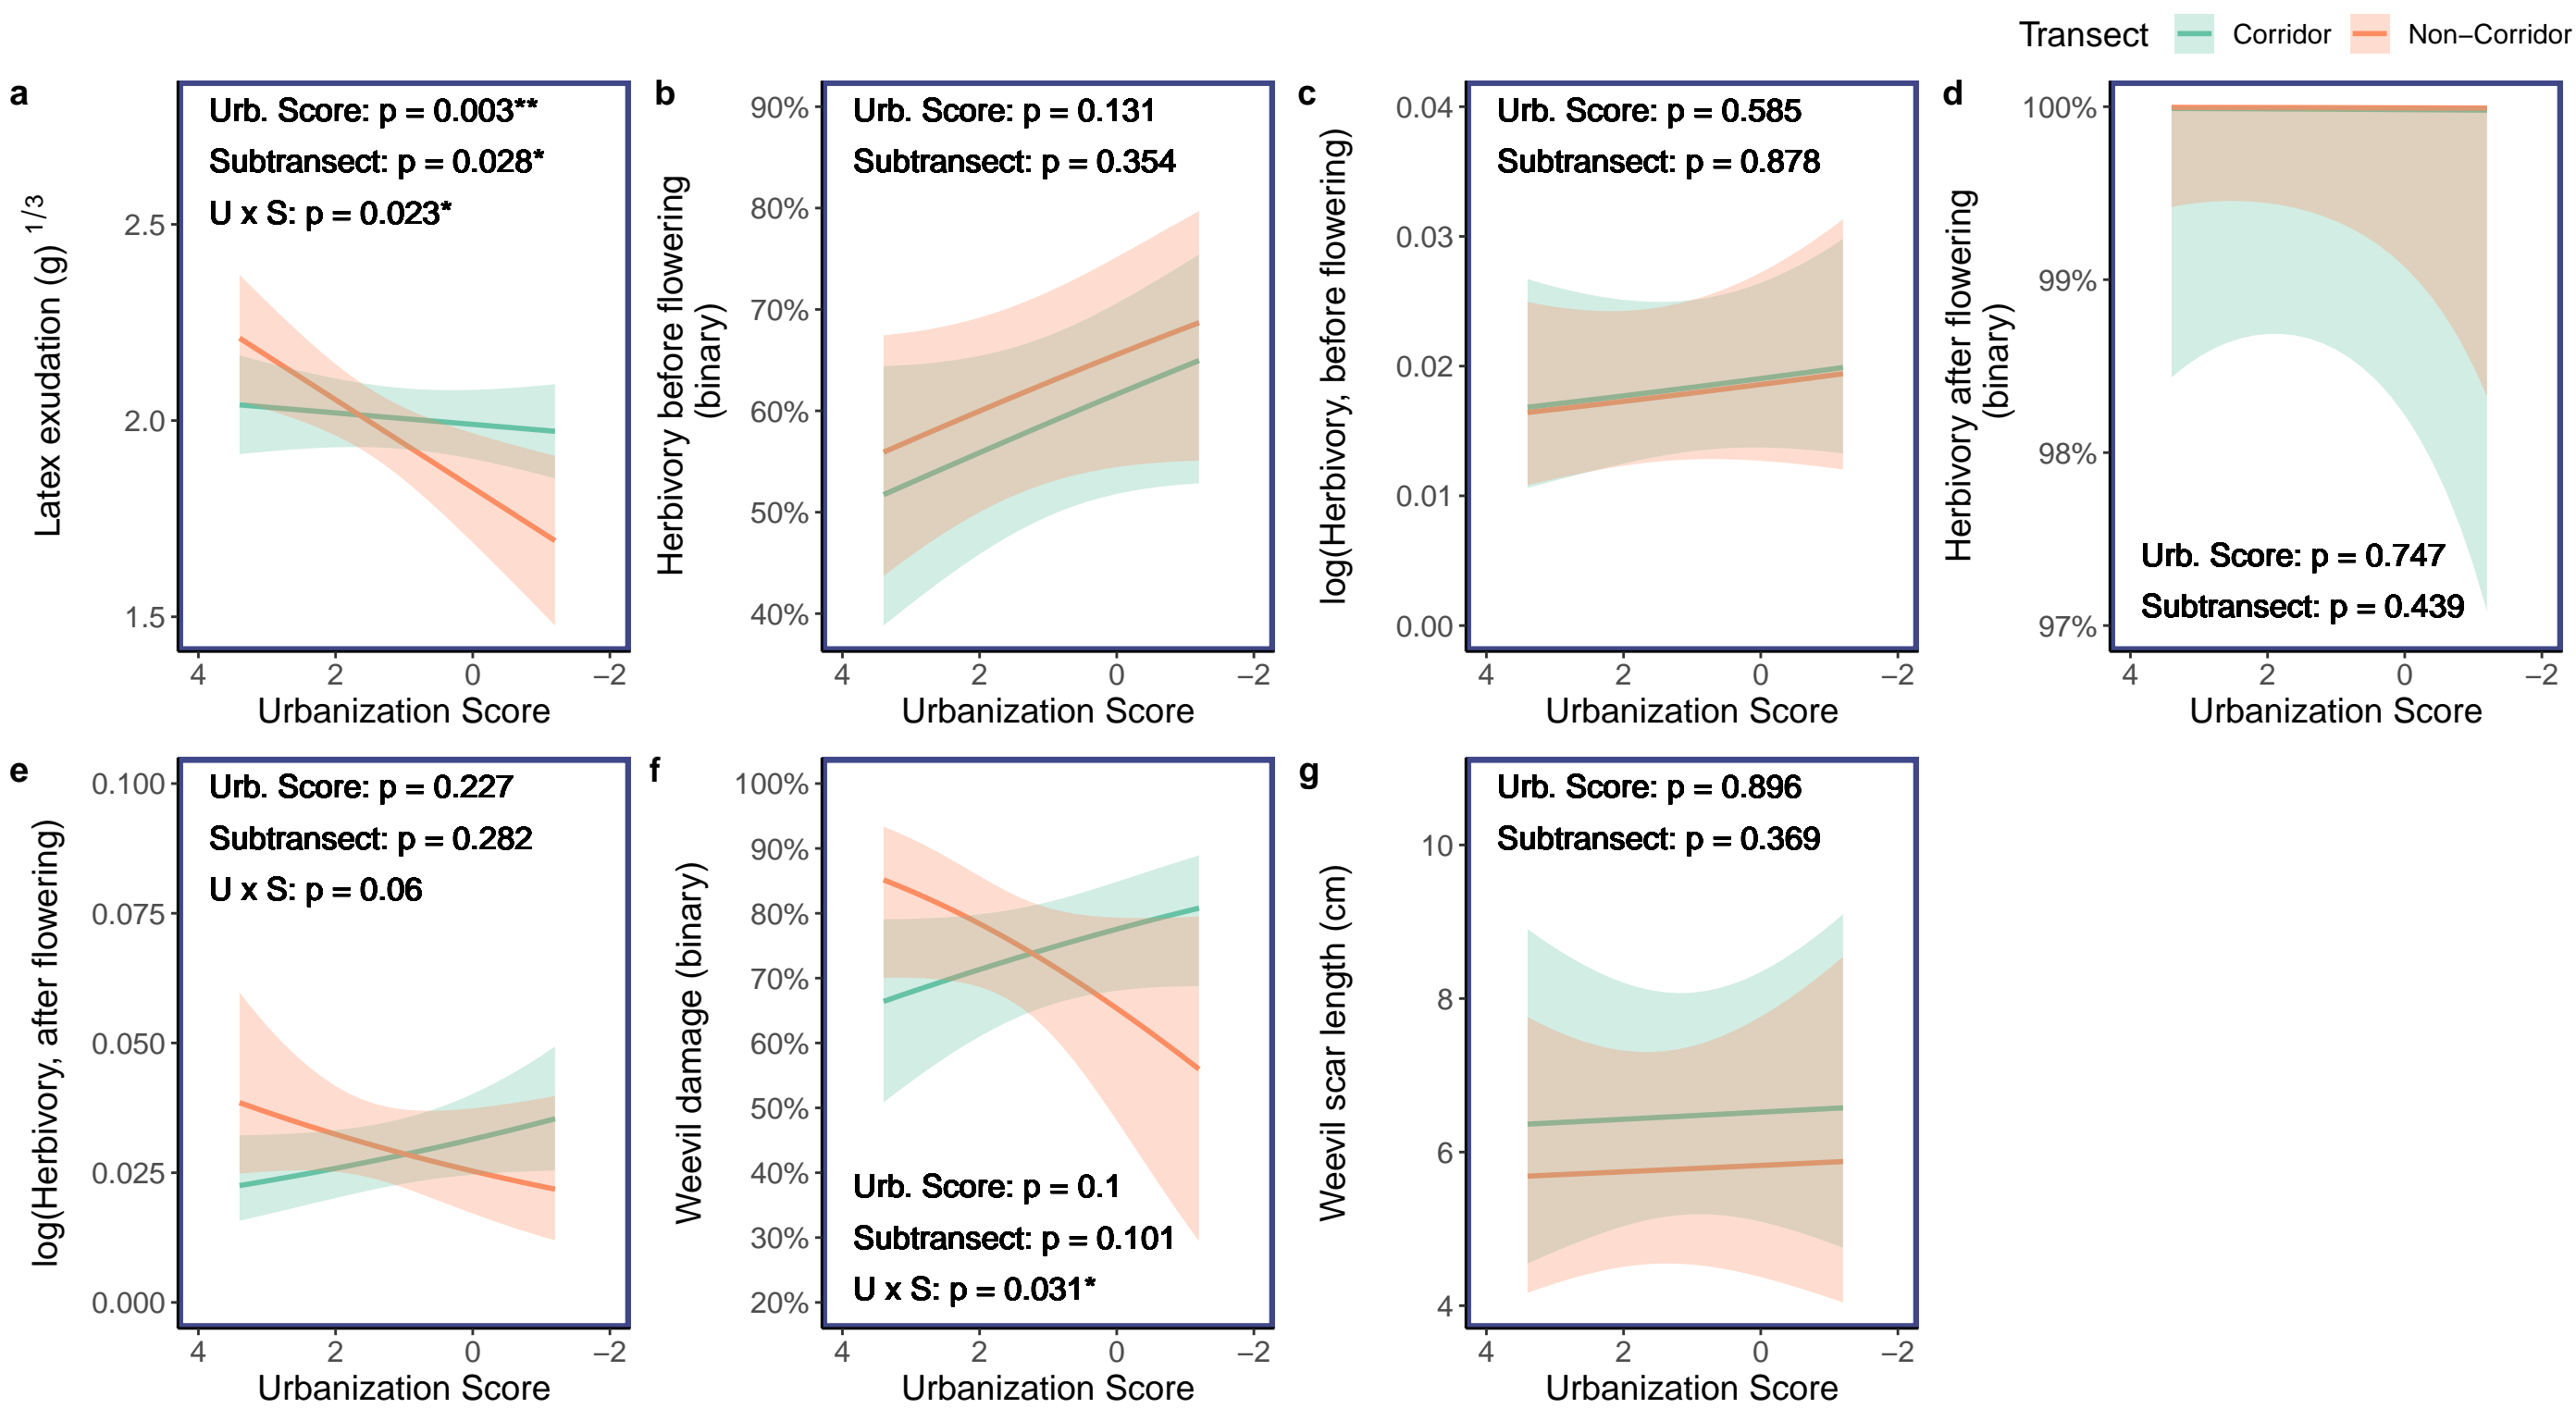 Transect Corridor Non−Corridor
a
Urb. Score: p = 0.003**
Subtransect: p = 0.028*
U x S: p = 0.023*
Latex exudation (g) 1/3
2.5
2.0
1.5
4 2 0 −2
Urbanization Score
b
Urb. Score: p = 0.131
Subtransect: p = 0.354
Herbivory before flowering
(binary)
90%
80%
70%
60%
50%
40%
4 2 0 −2
Urbanization Score
c
Urb. Score: p = 0.585
Subtransect: p = 0.878
log(Herbivory, before flowering)
0.04
0.03
0.02
0.01
0.00
4 2 0 −2
Urbanization Score
d
Herbivory after flowering
(binary)
100%
99%
98%
97%
Urb. Score: p = 0.747
Subtransect: p = 0.439
4 2 0 −2
Urbanization Score
e
Urb. Score: p = 0.227
Subtransect: p = 0.282
U x S: p = 0.06
log(Herbivory, after flowering)
0.100
0.075
0.050
0.025
0.000
4 2 0 −2
Urbanization Score
f
Weevil damage (binary)
100%
90%
80%
70%
60%
50%
40%
30%
20%
Urb. Score: p = 0.1
Subtransect: p = 0.101
U x S: p = 0.031*
4 2 0 −2
Urbanization Score
g
Urb. Score: p = 0.896
Subtransect: p = 0.369
Weevil scar length (cm)
10
8
6
4
4 2 0 −2
Urbanization Score